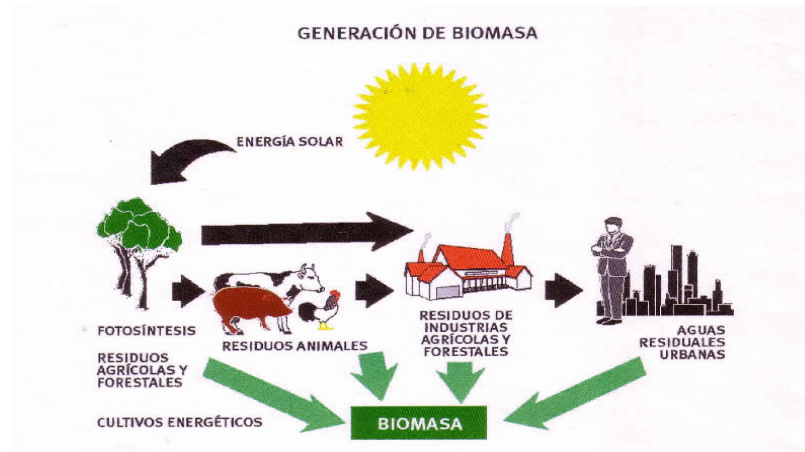 GENERACIÓN DE BIOMASA
ENERGÍA SOLAR
FOTOSÍNTESIS
RESIDUOS
AGRÍCOLAS Y
FORESTALES
CULTIVOS ENERGÉTICOS
RESIDUOS ANIMALES
RESIDUOS DE
INDUSTRIAS
AGRÍCOLAS Y
FORESTALES
AGUAS
RESIDUALES
URBANAS
BIOMASA